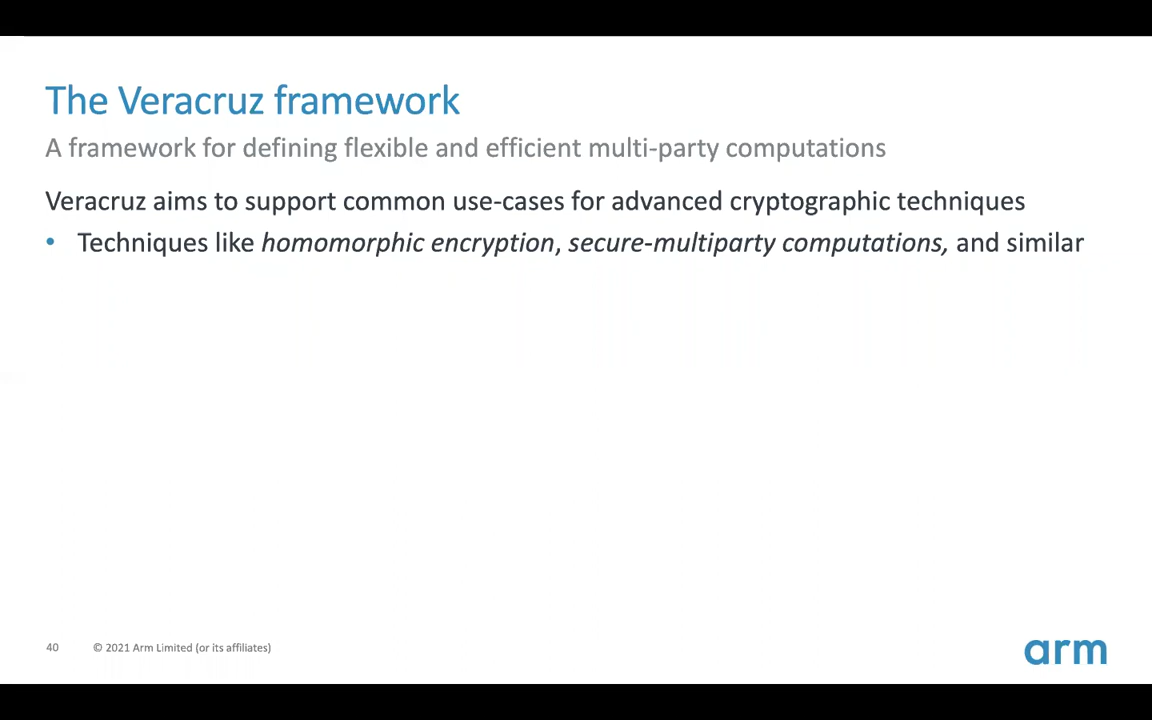 The Veracruz framework
A framework for defining flexible and efficient multi-party computations
Veracruz aims to support common use-cases for advanced cryptographic techniques
• Techniques like homomorphic encryption, secure-multiparty computations, and similar
40 © 2021 Arm Limited (or its affiliates)
arm